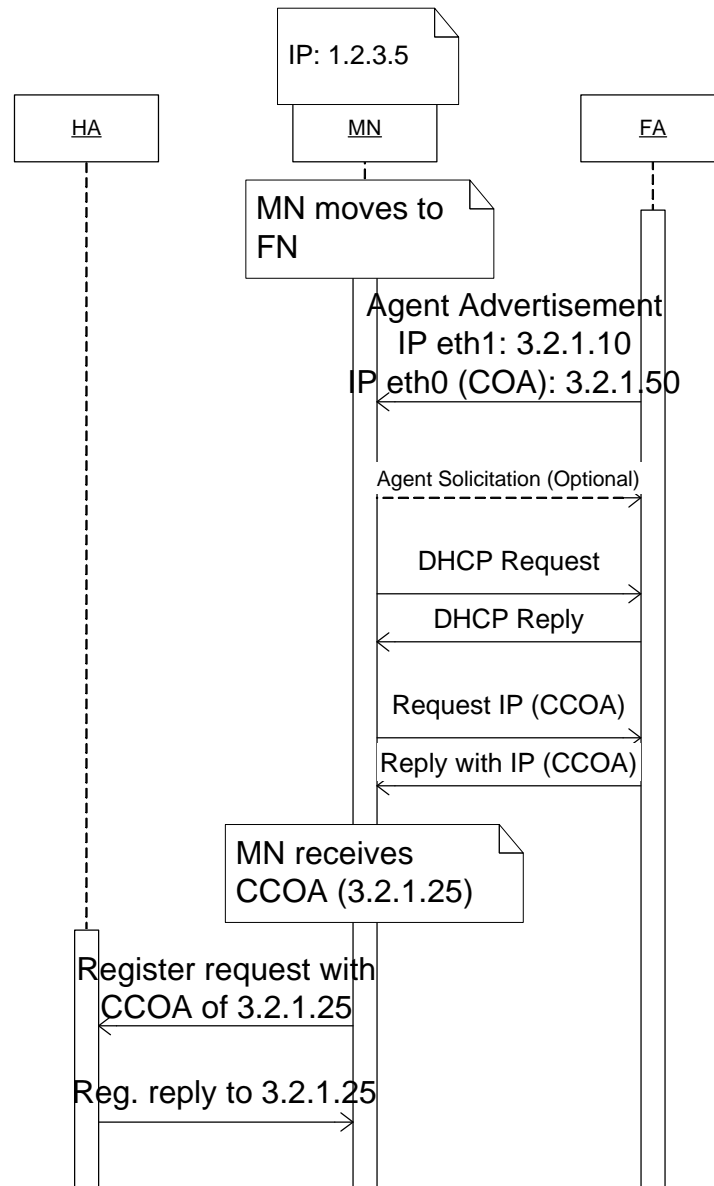 IP: 1.2.3.5
HA
MN
FA
MN moves to
FN
Agent Advertisement
IP eth1: 3.2.1.10
IP eth0 (COA): 3.2.1.50
Agent Solicitation (Optional)
DHCP Request
DHCP Reply
Request IP (CCOA)
Reply with IP (CCOA)
MN receives
CCOA (3.2.1.25)
Register request with
CCOA of 3.2.1.25
Reg. reply to 3.2.1.25